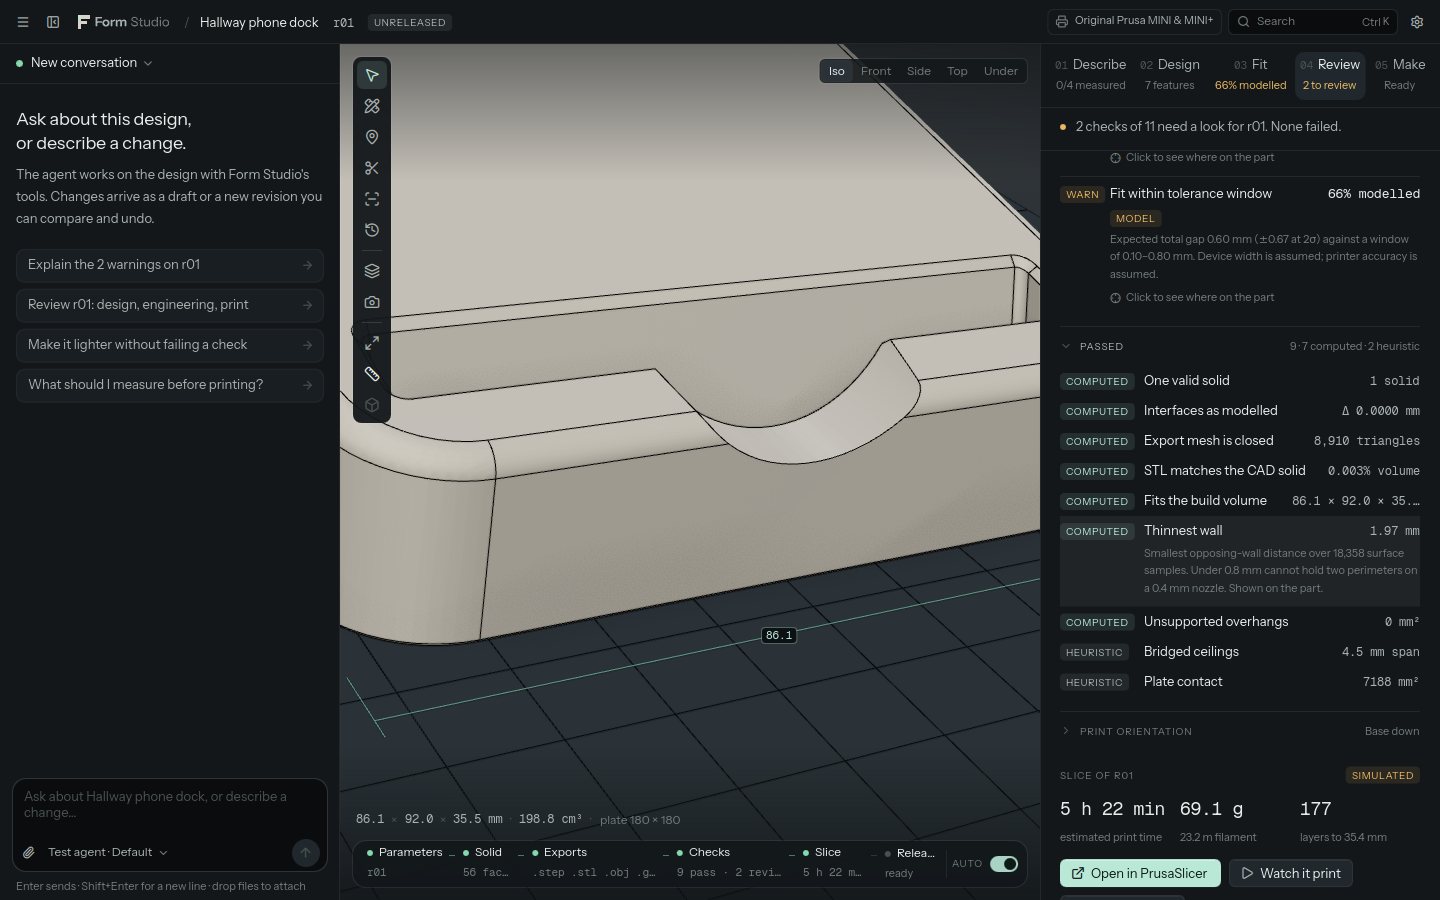 Form Studio / Hallway phone dock r01 UNRELEASED
Original Prusa MINI & MINI+
Search Ctrl K
New conversation
Ask about this design,
or describe a change.
The agent works on the design with Form Studio's
tools. Changes arrive as a draft or a new revision you
can compare and undo.
Explain the 2 warnings on r01
Review r01: design, engineering, print
Make it lighter without failing a check
What should I measure before printing?
Ask about Hallway phone dock, or describe a
change...
Test agent · Default
Enter sends · Shift+Enter for a new line · drop files to attach
Iso Front Side Top Under
86.1
86.1 × 92.0 × 35.5 mm · 198.8 cm³ · plate 180 × 180
Parameters Solid Exports Checks Slice Relea…
r01 56 fac… .step .stl .obj .g… 9 pass · 2 revi… 5 h 22 m… ready
AUTO
01 Describe 02 Design 03 Fit 04 Review 05 Make
0/4 measured 7 features 66% modelled 2 to review Ready
2 checks of 11 need a look for r01. None failed.
Click to see where on the part
WARN Fit within tolerance window 66% modelled
MODEL
Expected total gap 0.60 mm (±0.67 at 2σ) against a window
of 0.10–0.80 mm. Device width is assumed; printer accuracy is
assumed.
Click to see where on the part
PASSED 9 · 7 computed · 2 heuristic
COMPUTED One valid solid 1 solid
COMPUTED Interfaces as modelled Δ 0.0000 mm
COMPUTED Export mesh is closed 8,910 triangles
COMPUTED STL matches the CAD solid 0.003% volume
COMPUTED Fits the build volume 86.1 × 92.0 × 35.…
COMPUTED Thinnest wall 1.97 mm
Smallest opposing-wall distance over 18,358 surface
samples. Under 0.8 mm cannot hold two perimeters on
a 0.4 mm nozzle. Shown on the part.
COMPUTED Unsupported overhangs 0 mm²
HEURISTIC Bridged ceilings 4.5 mm span
HEURISTIC Plate contact 7188 mm²
PRINT ORIENTATION Base down
SLICE OF R01 SIMULATED
5 h 22 min 69.1 g 177
estimated print time 23.2 m filament layers to 35.4 mm
Open in PrusaSlicer Watch it print